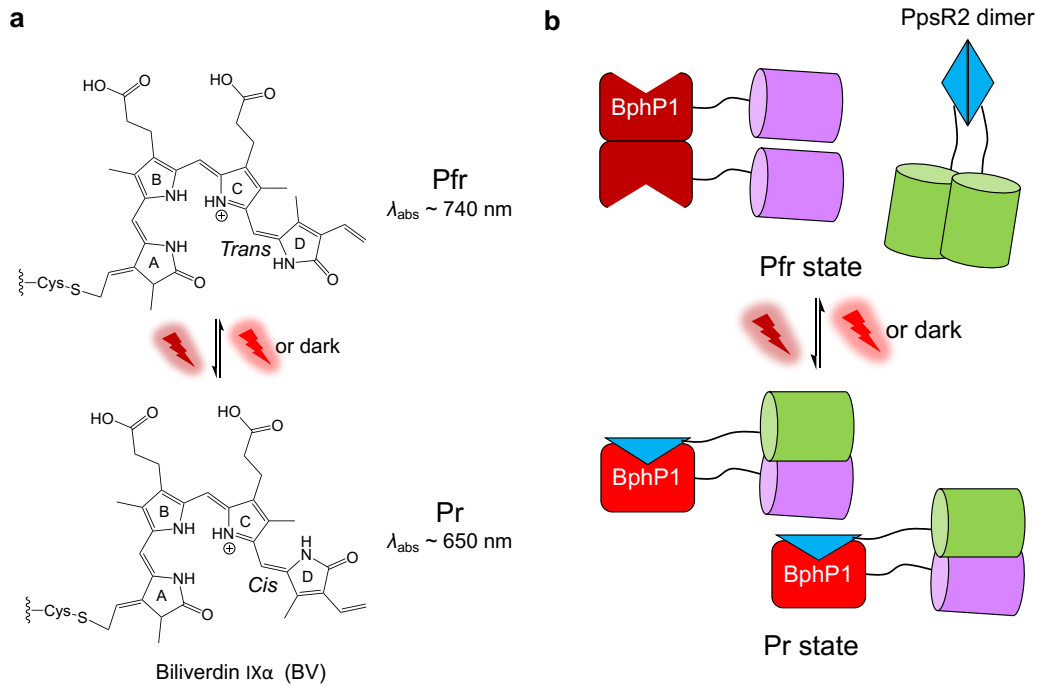 a
HO
O
HO
O
B
NH
C
HN
⊕
Trans
D
HN
O
A
NH
O
Cys
S
Pfr
λabs ~ 740 nm
or dark
HO
O
HO
O
B
NH
C
HN
⊕
Cis
H
N
D
O
A
NH
O
Cys
S
Pr
λabs ~ 650 nm
Biliverdin IXα (BV)
b
PpsR2 dimer
BphP1
Pfr state
or dark
BphP1
BphP1
Pr state